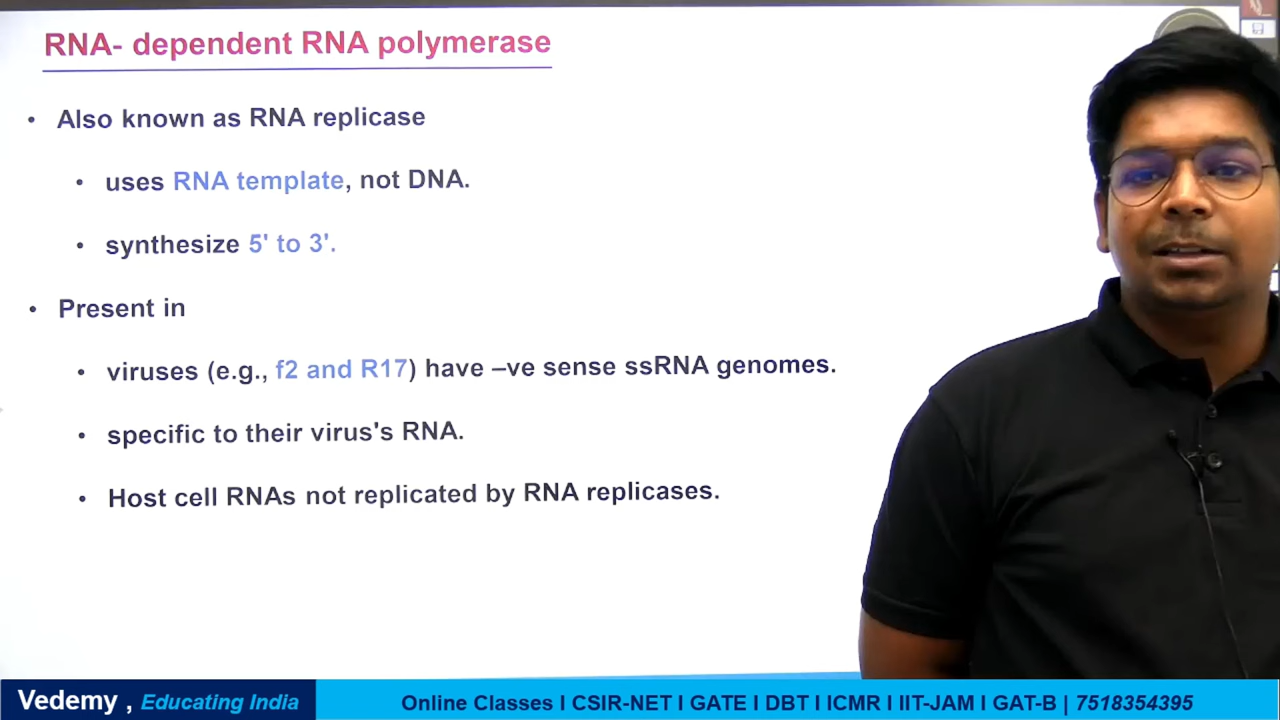 RNA- dependent RNA polymerase
• Also known as RNA replicase
• uses RNA template, not DNA.
• synthesize 5' to 3'.
• Present in
• viruses (e.g., f2 and R17) have –ve sense ssRNA genomes.
• specific to their virus's RNA.
• Host cell RNAs not replicated by RNA replicases.
Vedemy , Educating India
Online Classes I CSIR-NET I GATE I DBT I ICMR I IIT-JAM I GAT-B | 7518354395